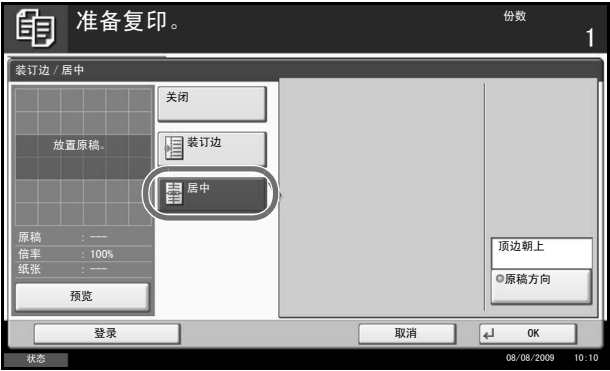 准备复印。
份数
1
装订边 / 居中
放置原稿。
原稿 : ---
倍率 : 100%
纸张 : ---
预览
关闭
装订边
居中
顶边朝上
原稿方向
登录
取消
OK
状态
08/08/2009 10:10